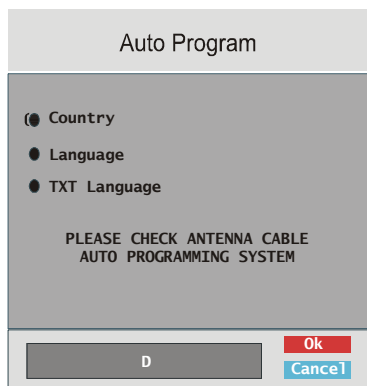 Auto Program
Country
Language
TXT Language
PLEASE CHECK ANTENNA CABLE
AUTO PROGRAMMING SYSTEM
D
Ok
Cancel